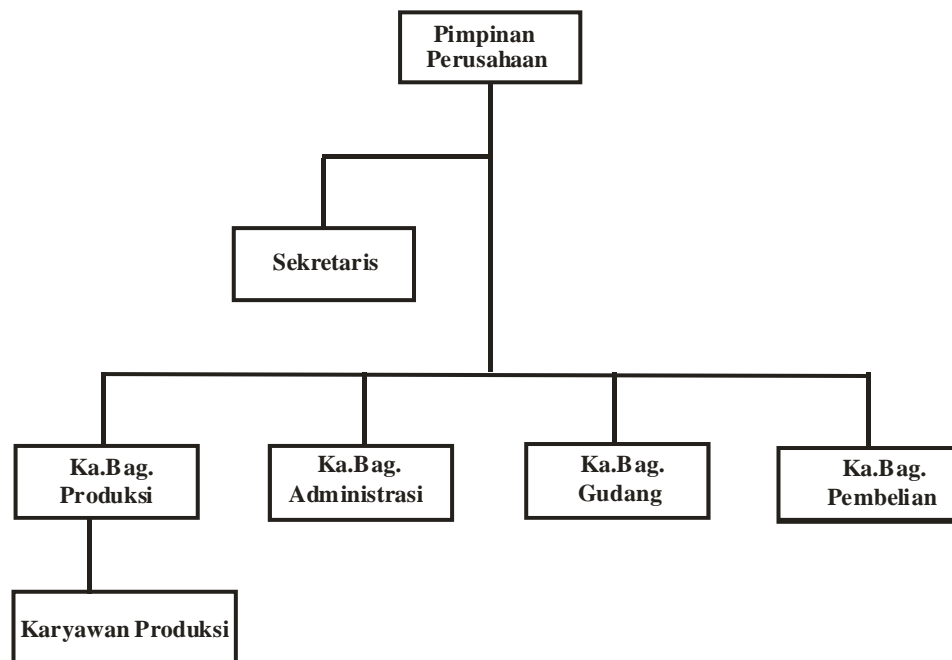 Pimpinan
Perusahaan
Sekretaris
Ka.Bag.
Produksi
Ka.Bag.
Administrasi
Ka.Bag.
Gudang
Ka.Bag.
Pembelian
Karyawan Produksi